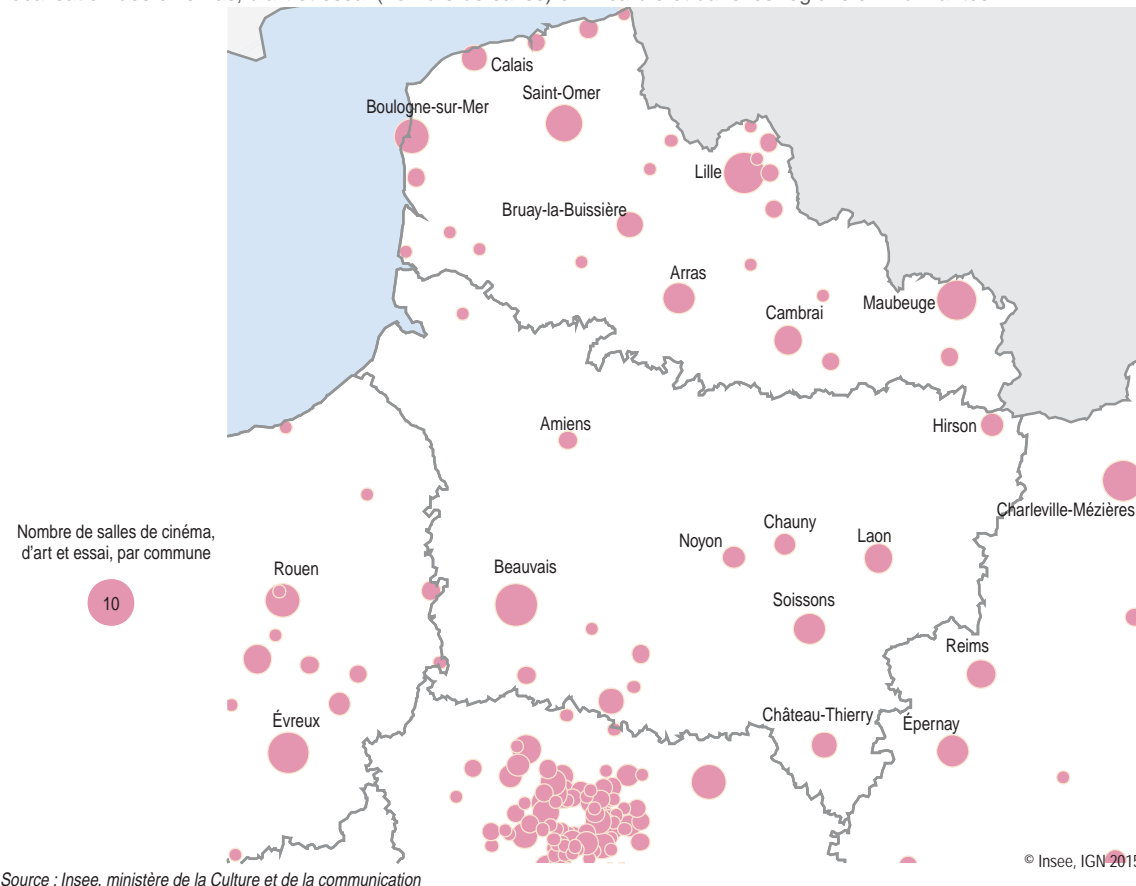 Calais
Saint-Omer
Boulogne-sur-Mer
Lille
Bruay-la-Buissière
Arras
Maubeuge
Cambrai
Amiens
Hirson
Charleville-Mézières
Nombre de salles de cinéma,
d'art et essai, par commune
10
Chauny
Noyon
Laon
Rouen
Beauvais
Soissons
Reims
Évreux
Château-Thierry
Épernay
© Insee, IGN 2015
Source : Insee, ministère de la Culture et de la communication